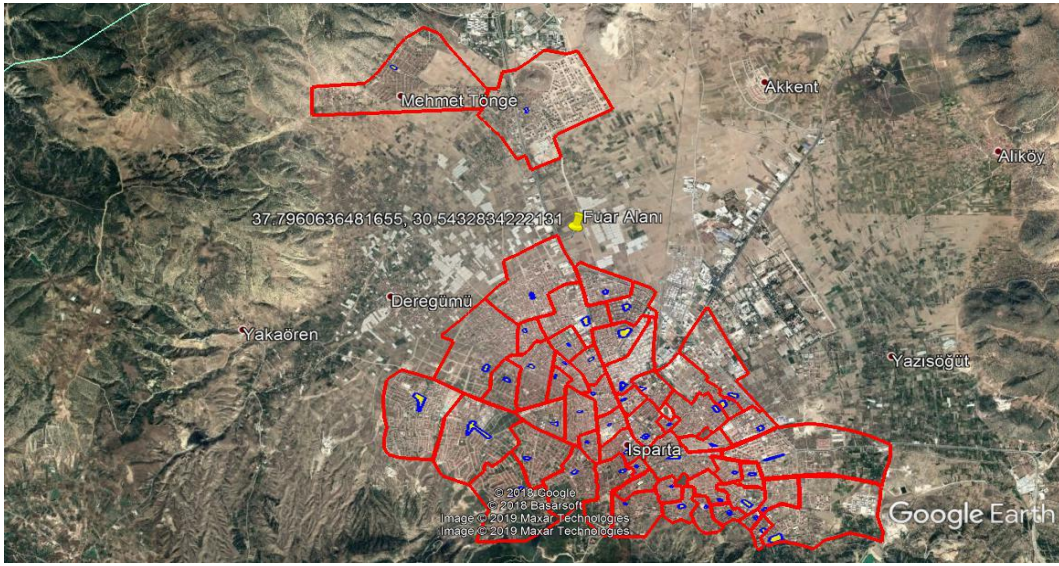 Akkent
Mehmet Tönge
Aliköy
37.7960636481655, 30.5432834222131
Fuar Alanı
Deregümü
Yakaören
Yazısöğüt
Isparta
© 2018 Google
© 2018 Basarsoft
Image © 2019 Maxar Technologies
Image © 2019 Maxar Technologies
Google Earth